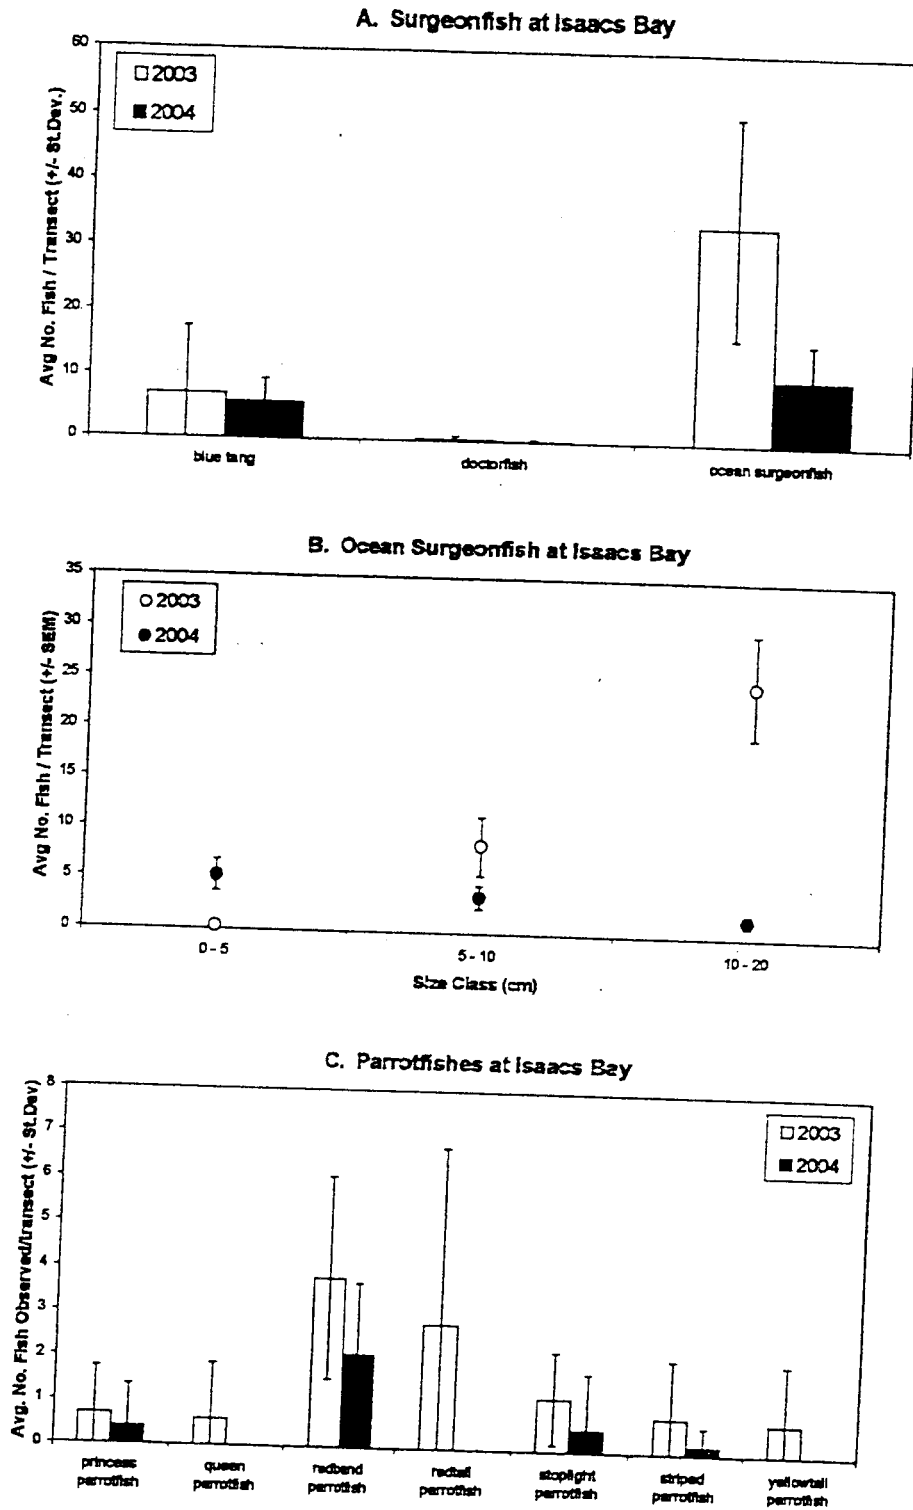 A. Surgeonfish at Isaacs Bay
Avg No. Fish / Transect (+/- St.Dev.)
60
50
40
30
20
10
0
2003
2004
blue tang
doctorfish
ocean surgeonfish
B. Ocean Surgeonfish at Isaacs Bay
Avg No. Fish / Transect (+/- SEM)
35
30
25
20
15
10
5
0
2003
2004
0 - 5
5 - 10
10 - 20
Size Class (cm)
C. Parrotfishes at Isaacs Bay
Avg. No. Fish Observed/transect (+/- St.Dev)
8
7
6
5
4
3
2
1
0
2003
2004
princess
parrotfish
queen
parrotfish
redband
parrotfish
redtail
parrotfish
stoplight
parrotfish
striped
parrotfish
yellowtail
parrotfish